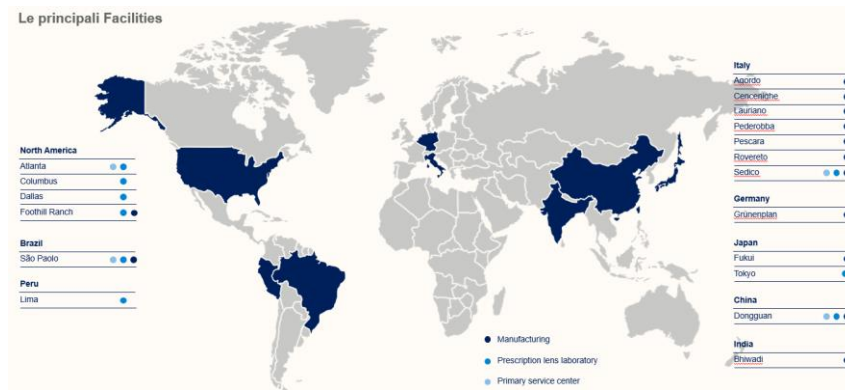 Le principali Facilities
North America
Atlanta
Columbus
Dallas
Foothill Ranch
Brazil
São Paolo
Peru
Lima
Manufacturing
Prescription lens laboratory
Primary service center
Italy
Agordo
Cencenighe
Lauriano
Pederobba
Pescara
Rovereto
Sedico
Germany
Grünenplan
Japan
Fukui
Tokyo
China
Dongguan
India
Bhiwadi